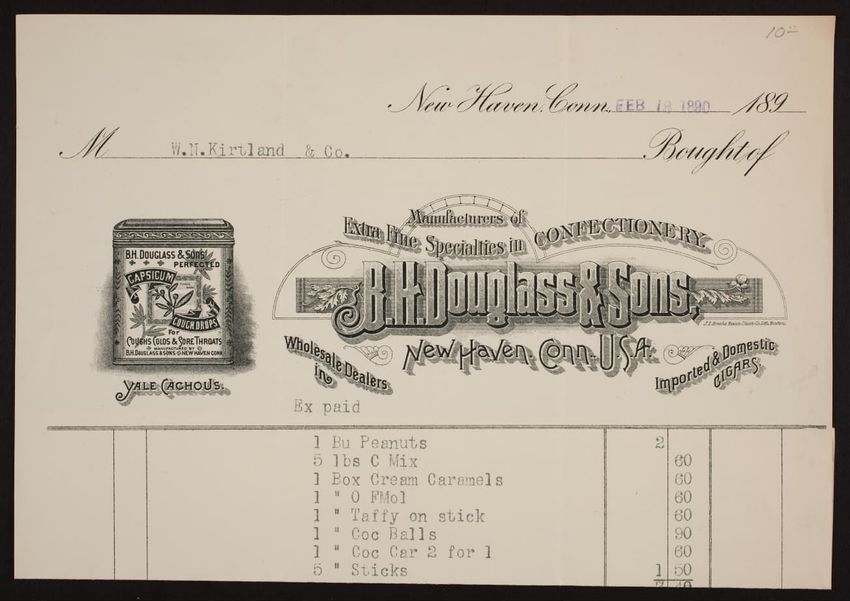 10–
New Haven, Conn. FEB 18 1890 189
M W.N.Kirtland & Co. Bought of
Manufacturers of
Extra Fine Specialties in CONFECTIONERY.
B.H. Douglass & Sons,
New Haven. Conn. U.S.A.
Wholesale Dealers
in
Imported & Domestic
CIGARS.
B.H. DOUGLASS & SONS'
PERFECTED
CAPSICUM
COUGH DROPS
FOR
COUGHS COLDS & SORE THROATS
MANUFACTURED BY
B.H. DOUGLASS & SONS NEW HAVEN CONN
YALE CACHOUS.
Ex paid
1 Bu Peanuts 2
5 lbs C Mix 60
1 Box Cream Caramels 60
1 " O FMol 60
1 " Taffy on stick 60
1 " Coc Balls 90
1 " Coc Car 2 for 1 60
5 " Sticks 1 50
7 40